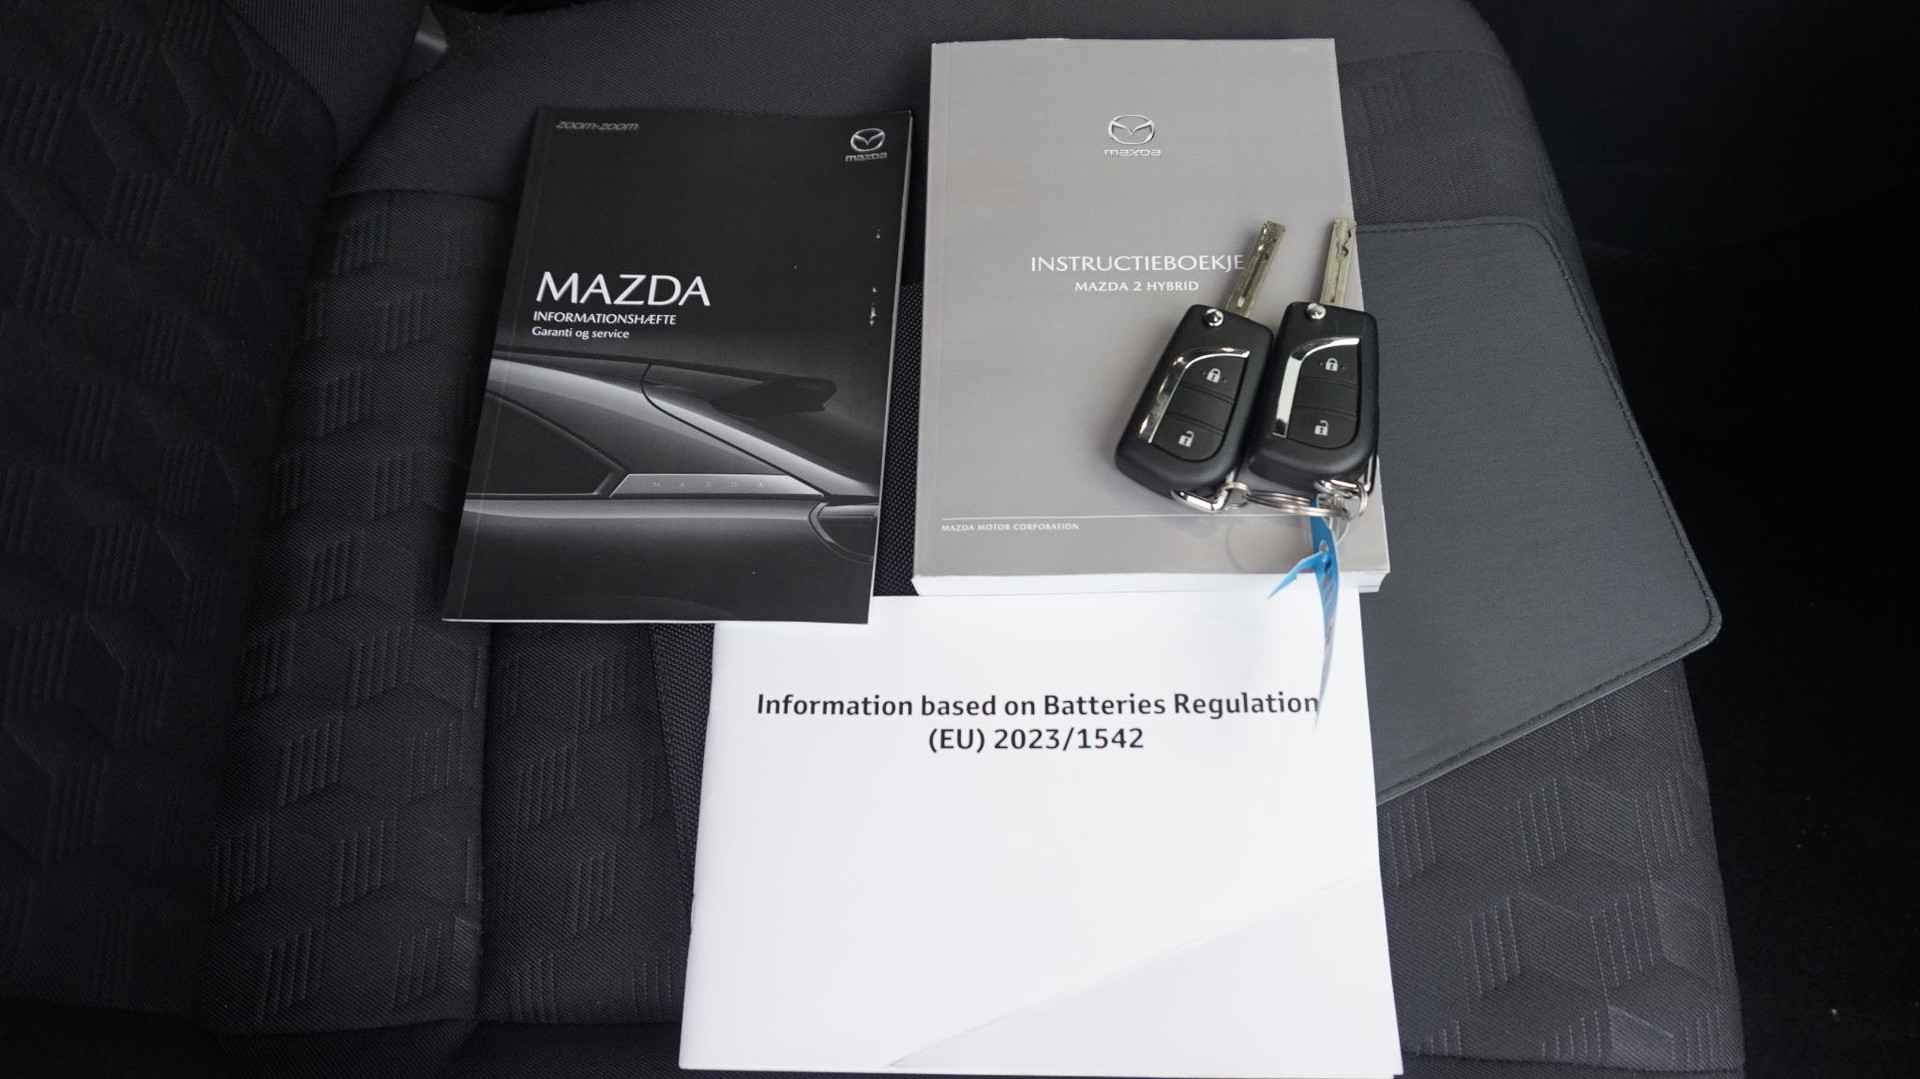 zoom-zoom
mazda
MAZDA
INFORMATIONSHÆFTE
Garanti og service
MAZDA
mazda
INSTRUCTIEBOEKJE
MAZDA 2 HYBRID
MAZDA MOTOR CORPORATION
Information based on Batteries Regulation
(EU) 2023/1542